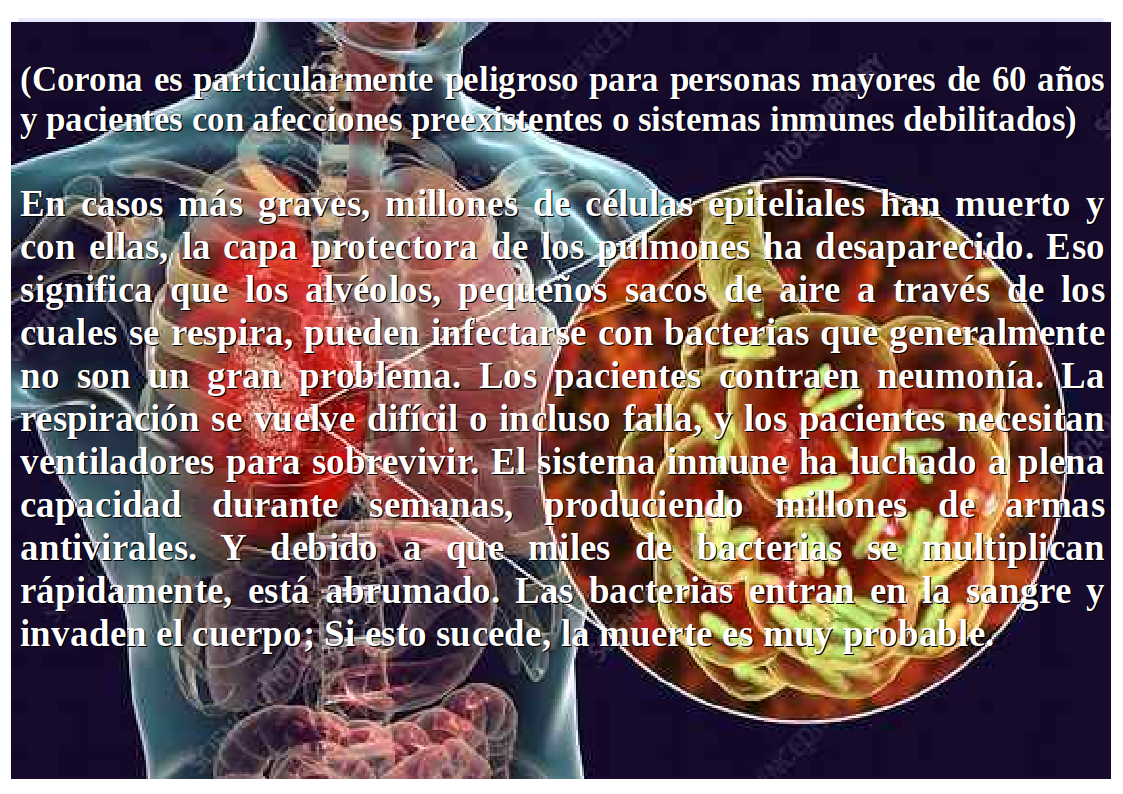 (Corona es particularmente peligroso para personas mayores de 60 años
y pacientes con afecciones preexistentes o sistemas inmunes debilitados)
En casos más graves, millones de células epiteliales han muerto y
con ellas, la capa protectora de los pulmones ha desaparecido. Eso
significa que los alvéolos, pequeños sacos de aire a través de los
cuales se respira, pueden infectarse con bacterias que generalmente
no son un gran problema. Los pacientes contraen neumonía. La
respiración se vuelve difícil o incluso falla, y los pacientes necesitan
ventiladores para sobrevivir. El sistema inmune ha luchado a plena
capacidad durante semanas, produciendo millones de armas
antivirales. Y debido a que miles de bacterias se multiplican
rápidamente, está abrumado. Las bacterias entran en la sangre y
invaden el cuerpo; Si esto sucede, la muerte es muy probable.